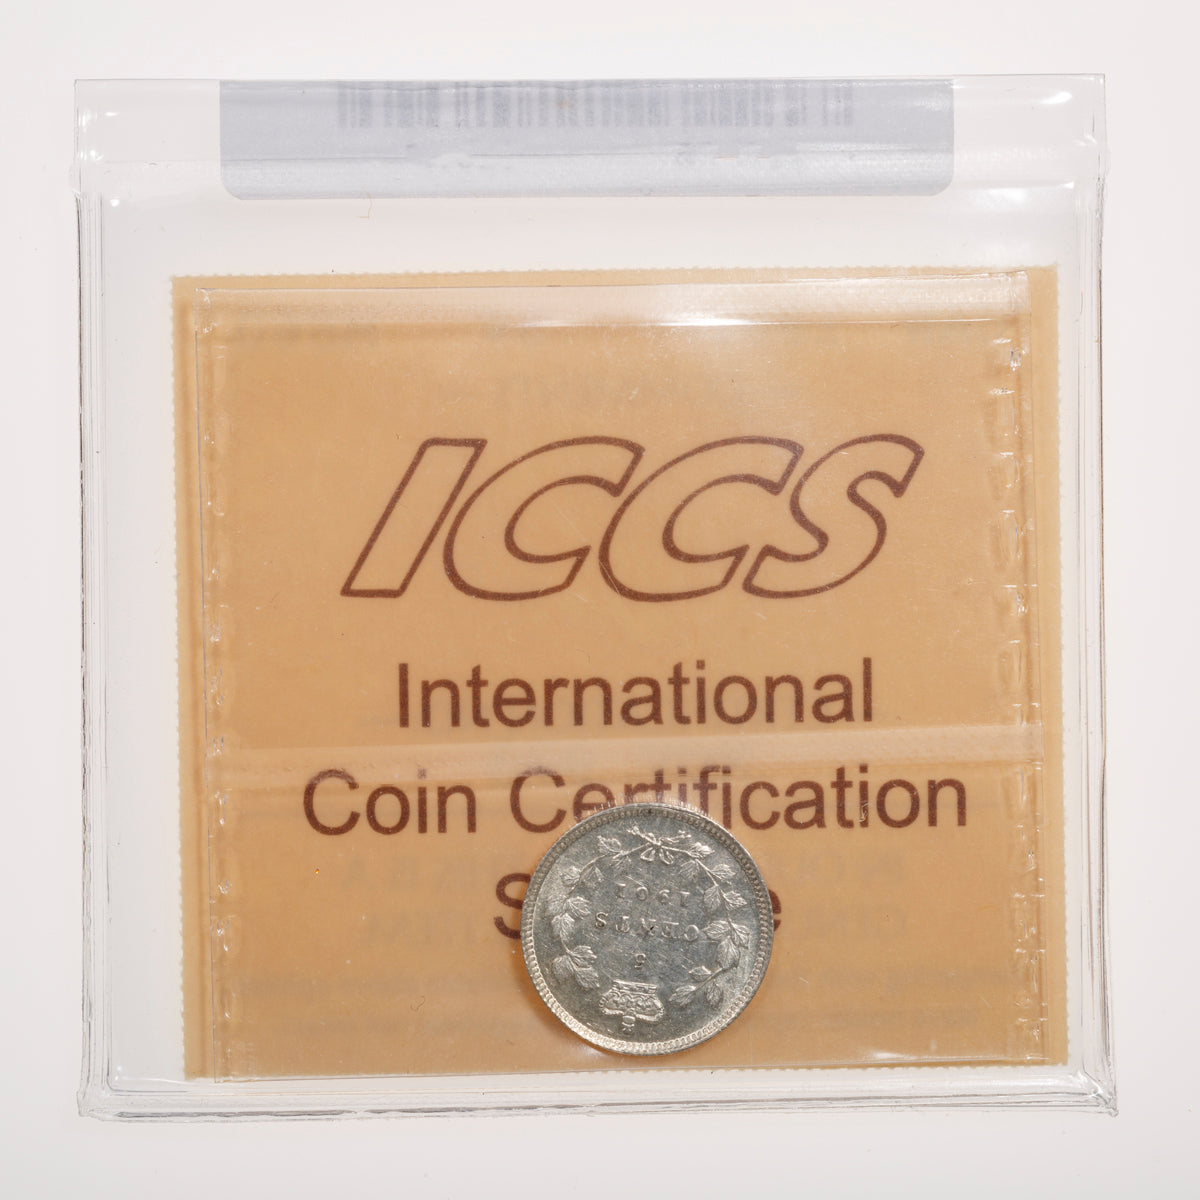 ICCS
International
Coin Certification
5
CENTS
1901